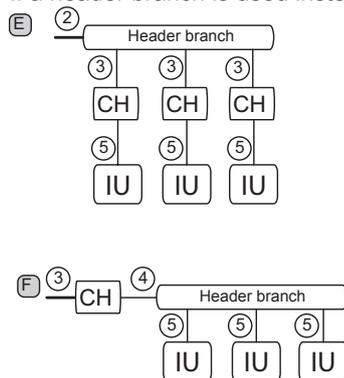 E 2 Header branch
3 3 3
CH CH CH
5 5 5
IU IU IU
F 3 CH 4 Header branch
5 5 5
IU IU IU